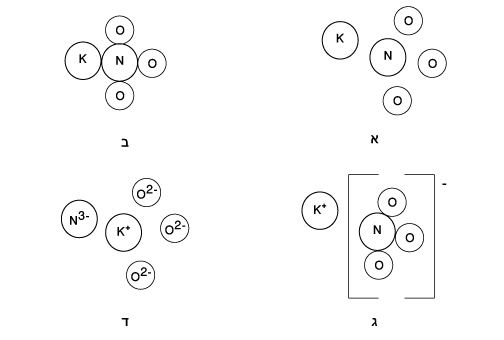 K O N O O
א
O K N O O
ב
K⁺ [ O N O O ] -
ג
N³⁻ O²⁻ K⁺ O²⁻ O²⁻
ד